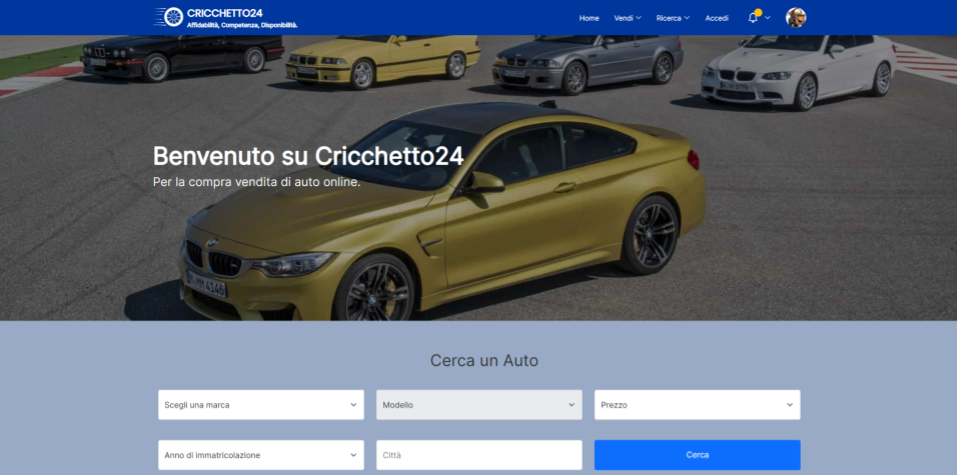 CRICCHETTO24
Affidabilità, Competenza, Disponibilità.
Home Vendi Ricerca Accedi
Benvenuto su Cricchetto24
Per la compra vendita di auto online.
Cerca un Auto
Scegli una marca Modello Prezzo
Anno di immatricolazione Città Cerca